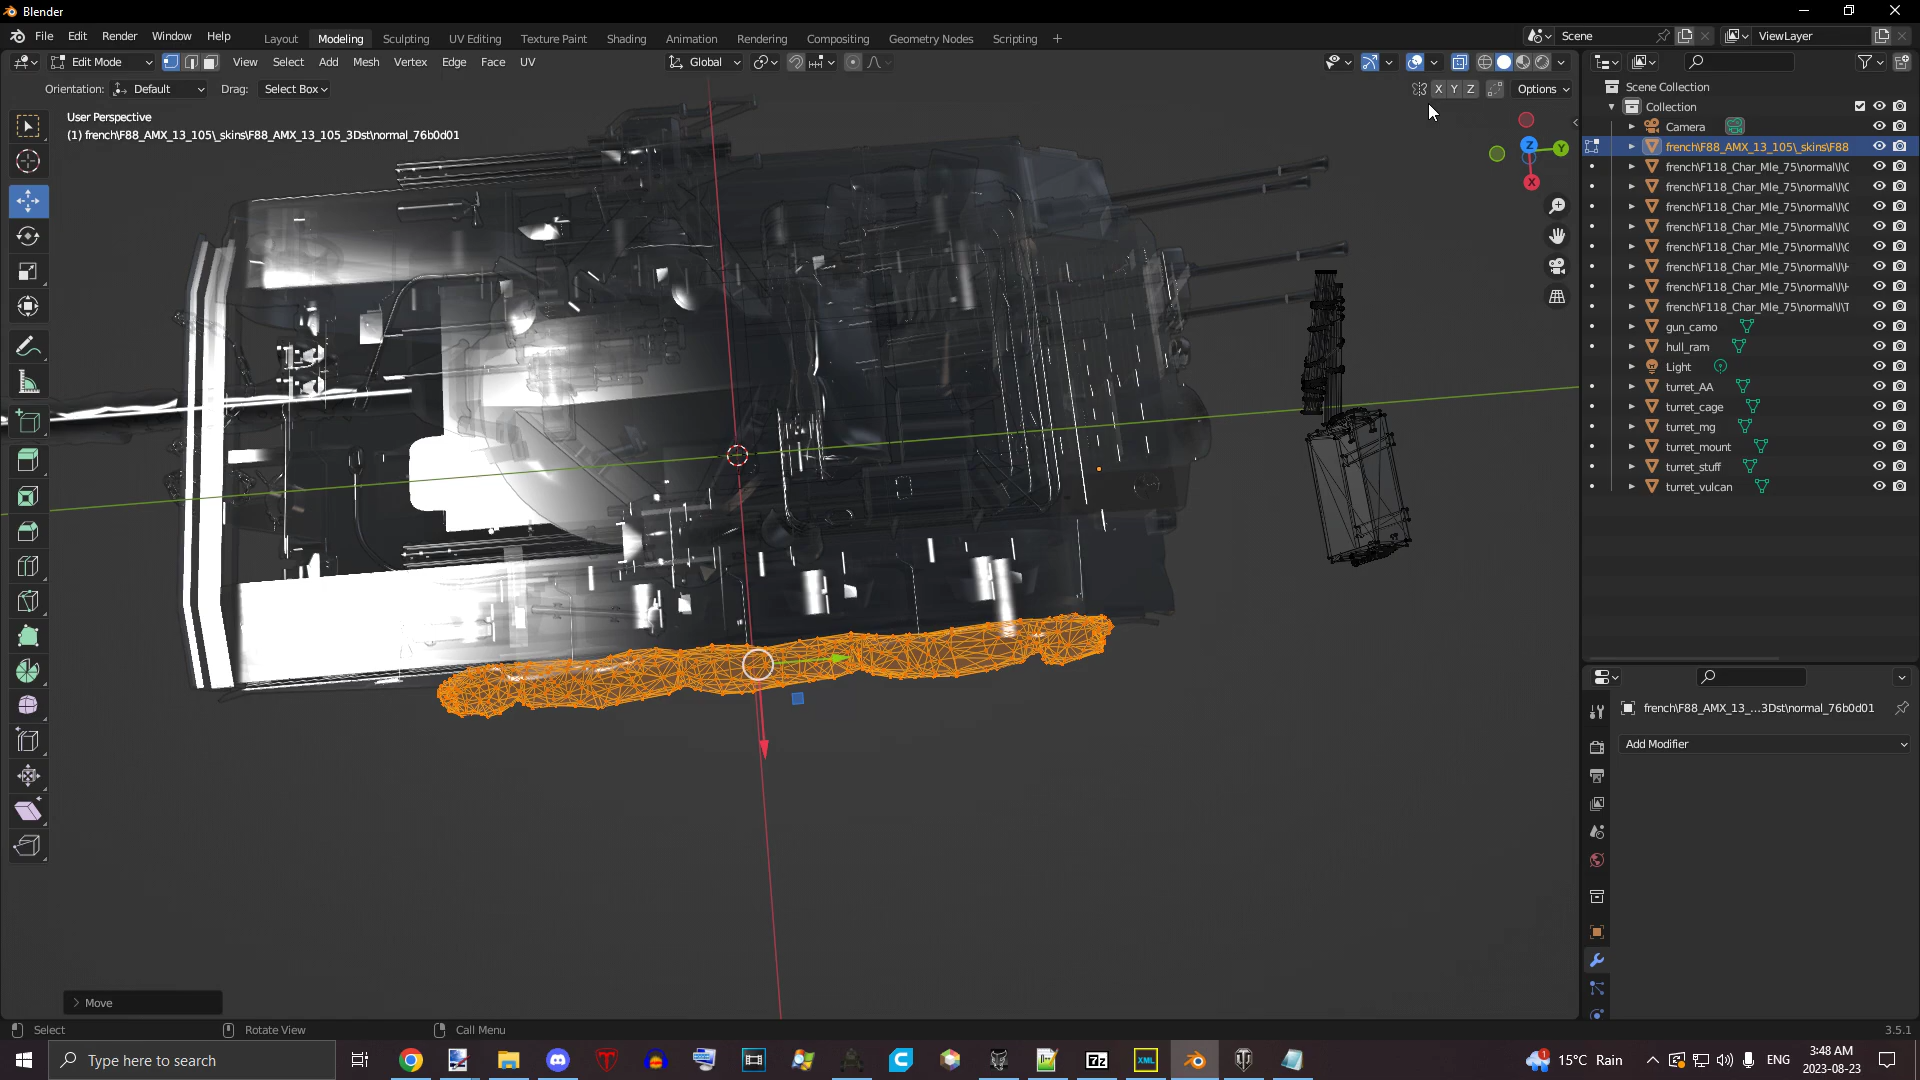 Blender
File Edit Render Window Help
Layout Modeling Sculpting UV Editing Texture Paint Shading Animation Rendering Compositing Geometry Nodes Scripting +
Scene
ViewLayer
Edit Mode View Select Add Mesh Vertex Edge Face UV
Global
Orientation: Default Drag: Select Box
X Y Z Options
User Perspective
(1) french\F88_AMX_13_105\_skins\F88_AMX_13_105_3Dst\normal_76b0d01
Z
Y
X
Scene Collection
Collection
Camera
french\F88_AMX_13_105\_skins\F88
french\F118_Char_Mle_75\normal\l\C
french\F118_Char_Mle_75\normal\l\C
french\F118_Char_Mle_75\normal\l\C
french\F118_Char_Mle_75\normal\l\C
french\F118_Char_Mle_75\normal\l\C
french\F118_Char_Mle_75\normal\l\H
french\F118_Char_Mle_75\normal\l\H
french\F118_Char_Mle_75\normal\l\T
gun_camo
hull_ram
Light
turret_AA
turret_cage
turret_mg
turret_mount
turret_stuff
turret_vulcan
french\F88_AMX_13_...3Dst\normal_76b0d01
Add Modifier
Move
Select Rotate View Call Menu
3.5.1
Type here to search
7z
XML
1
15°C Rain
ENG
3:48 AM
2023-08-23